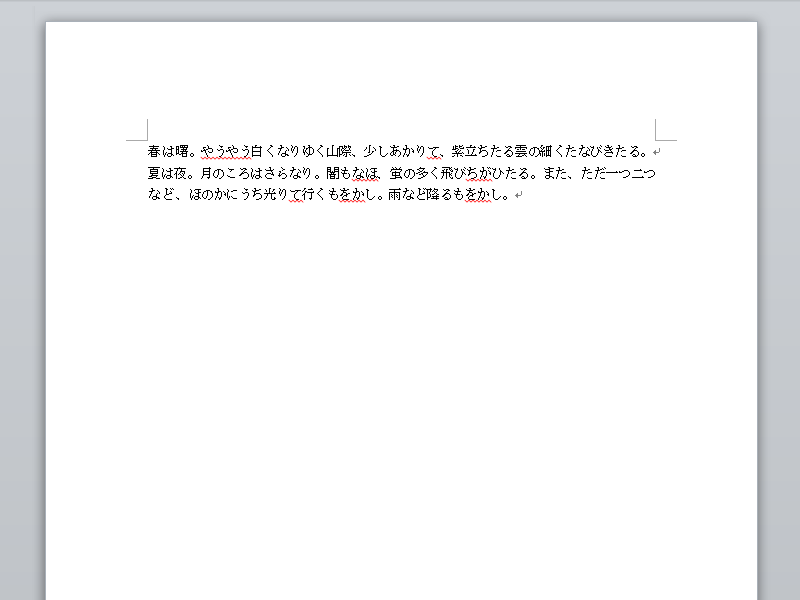 春は曙。やうやう白くなりゆく山際、少しあかりて、紫立ちたる雲の細くたなびきたる。
夏は夜。月のころはさらなり。闇もなほ、蛍の多く飛びちがひたる。また、ただ一つ二つ
など、ほのかにうち光りて行くもをかし。雨など降るもをかし。